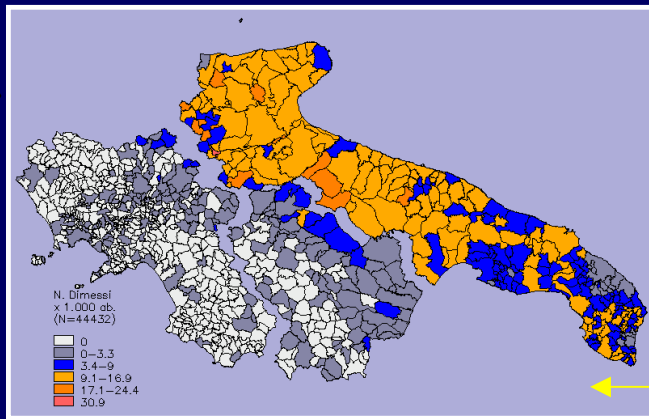 N. Dimessi
x 1.000 ab.
(N=44432)
0
0-3.3
3.4-9
9.1-16.9
17.1-24.4
30.9